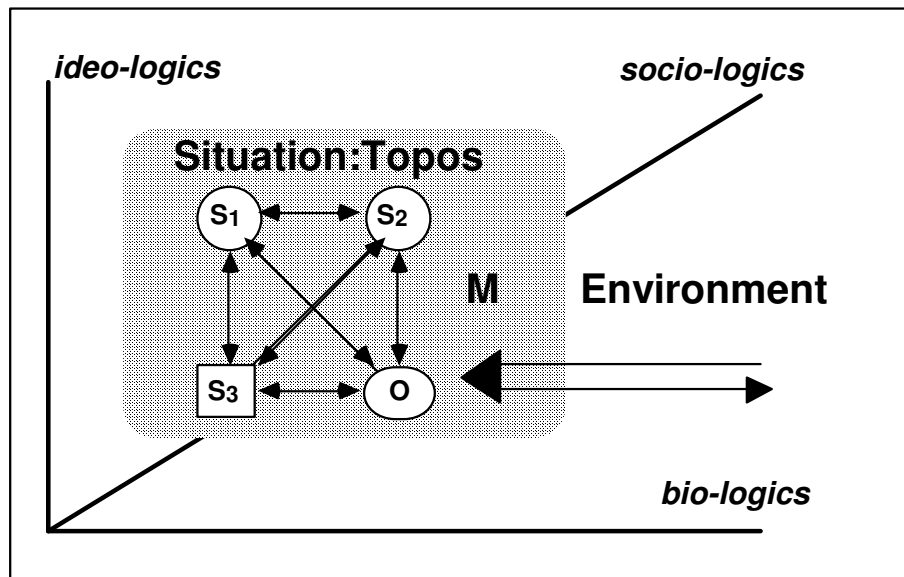 ideo-logics
socio-logics
Situation:Topos
S1
S2
M
Environment
S3
O
bio-logics